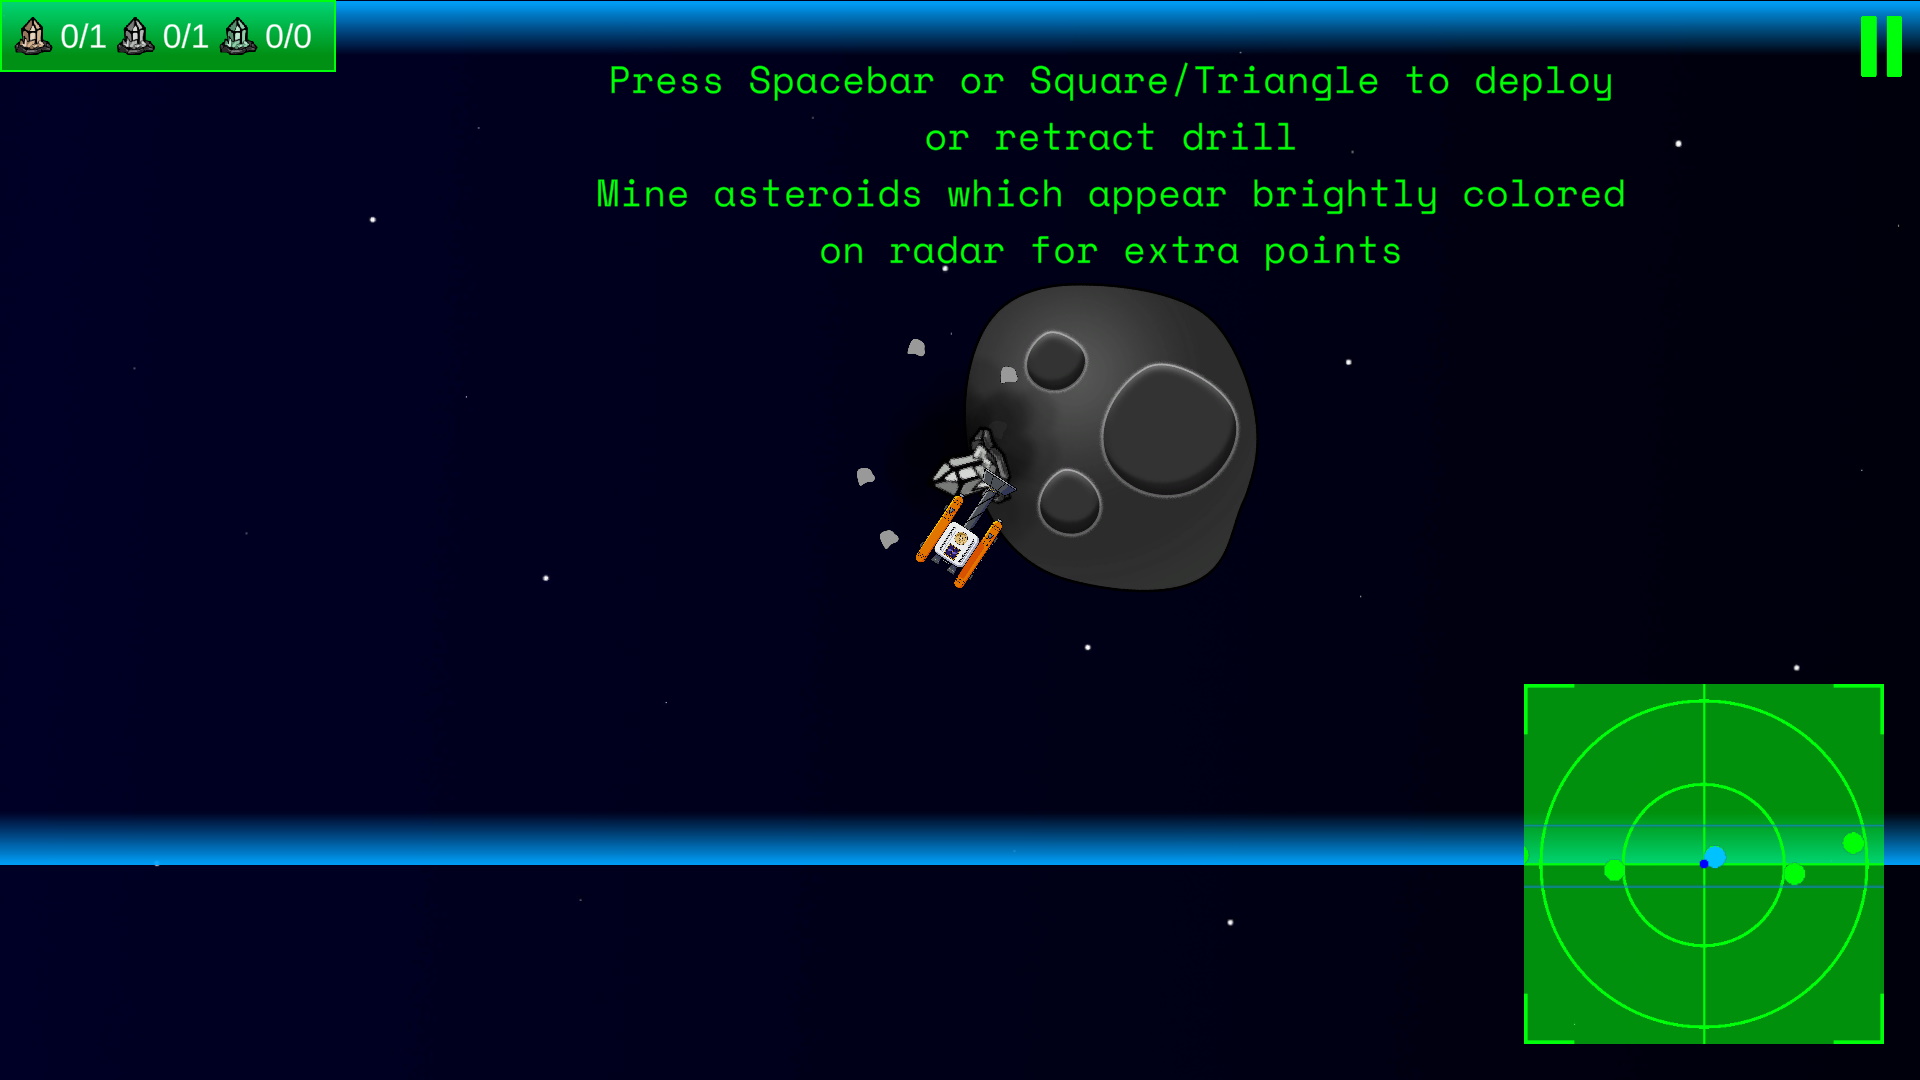 0/1 0/1 0/0
Press Spacebar or Square/Triangle to deploy
or retract drill
Mine asteroids which appear brightly colored
on radar for extra points